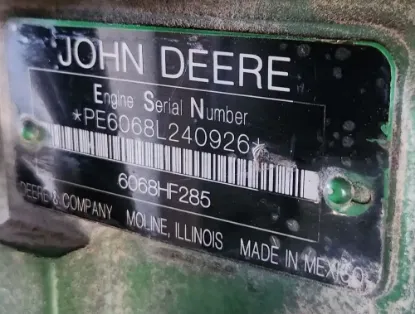 JOHN DEERE
Engine Serial Number
*PE6068L240926*
6068HF285
DEERE & COMPANY MOLINE, ILLINOIS MADE IN MEXICO